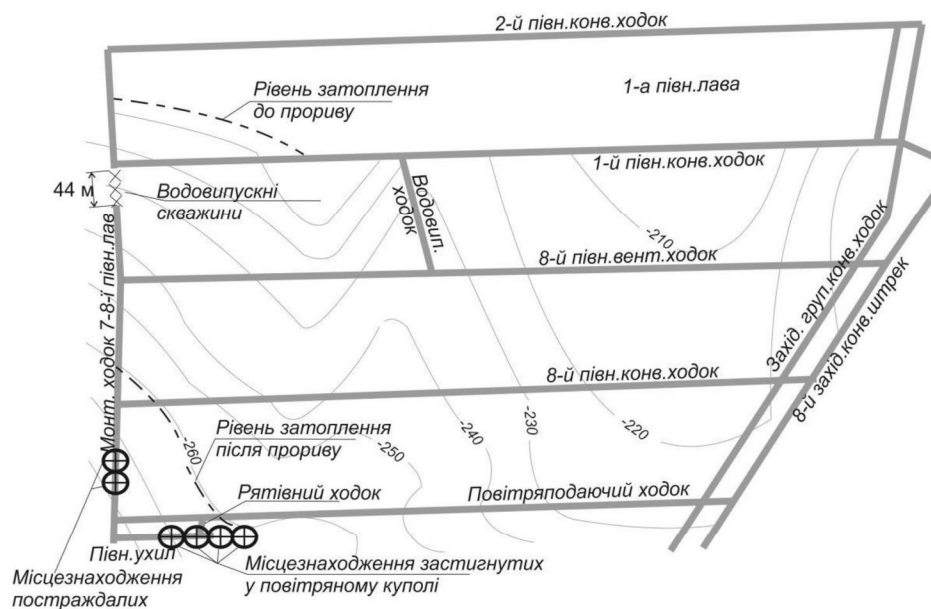 2-й півн.конв.ходок
Рівень затоплення
до прориву
1-а півн.лава
1-й півн.конв.ходок
44 м
Водовипускні
скважини
Водовип.
ходок
-210
8-й півн.вент.ходок
Монт. ходок 7-8-ї півн.лав
Захід. груп.конв.ходок
8-й захід.конв.штрек
8-й півн.конв.ходок
-220
-230
-240
-250
-260
Рівень затоплення
після прориву
Рятівний ходок
Повітряподаючий ходок
Півн.ухил
Місцезнаходження
постраждалих
Місцезнаходження застигнутих
у повітряному куполі